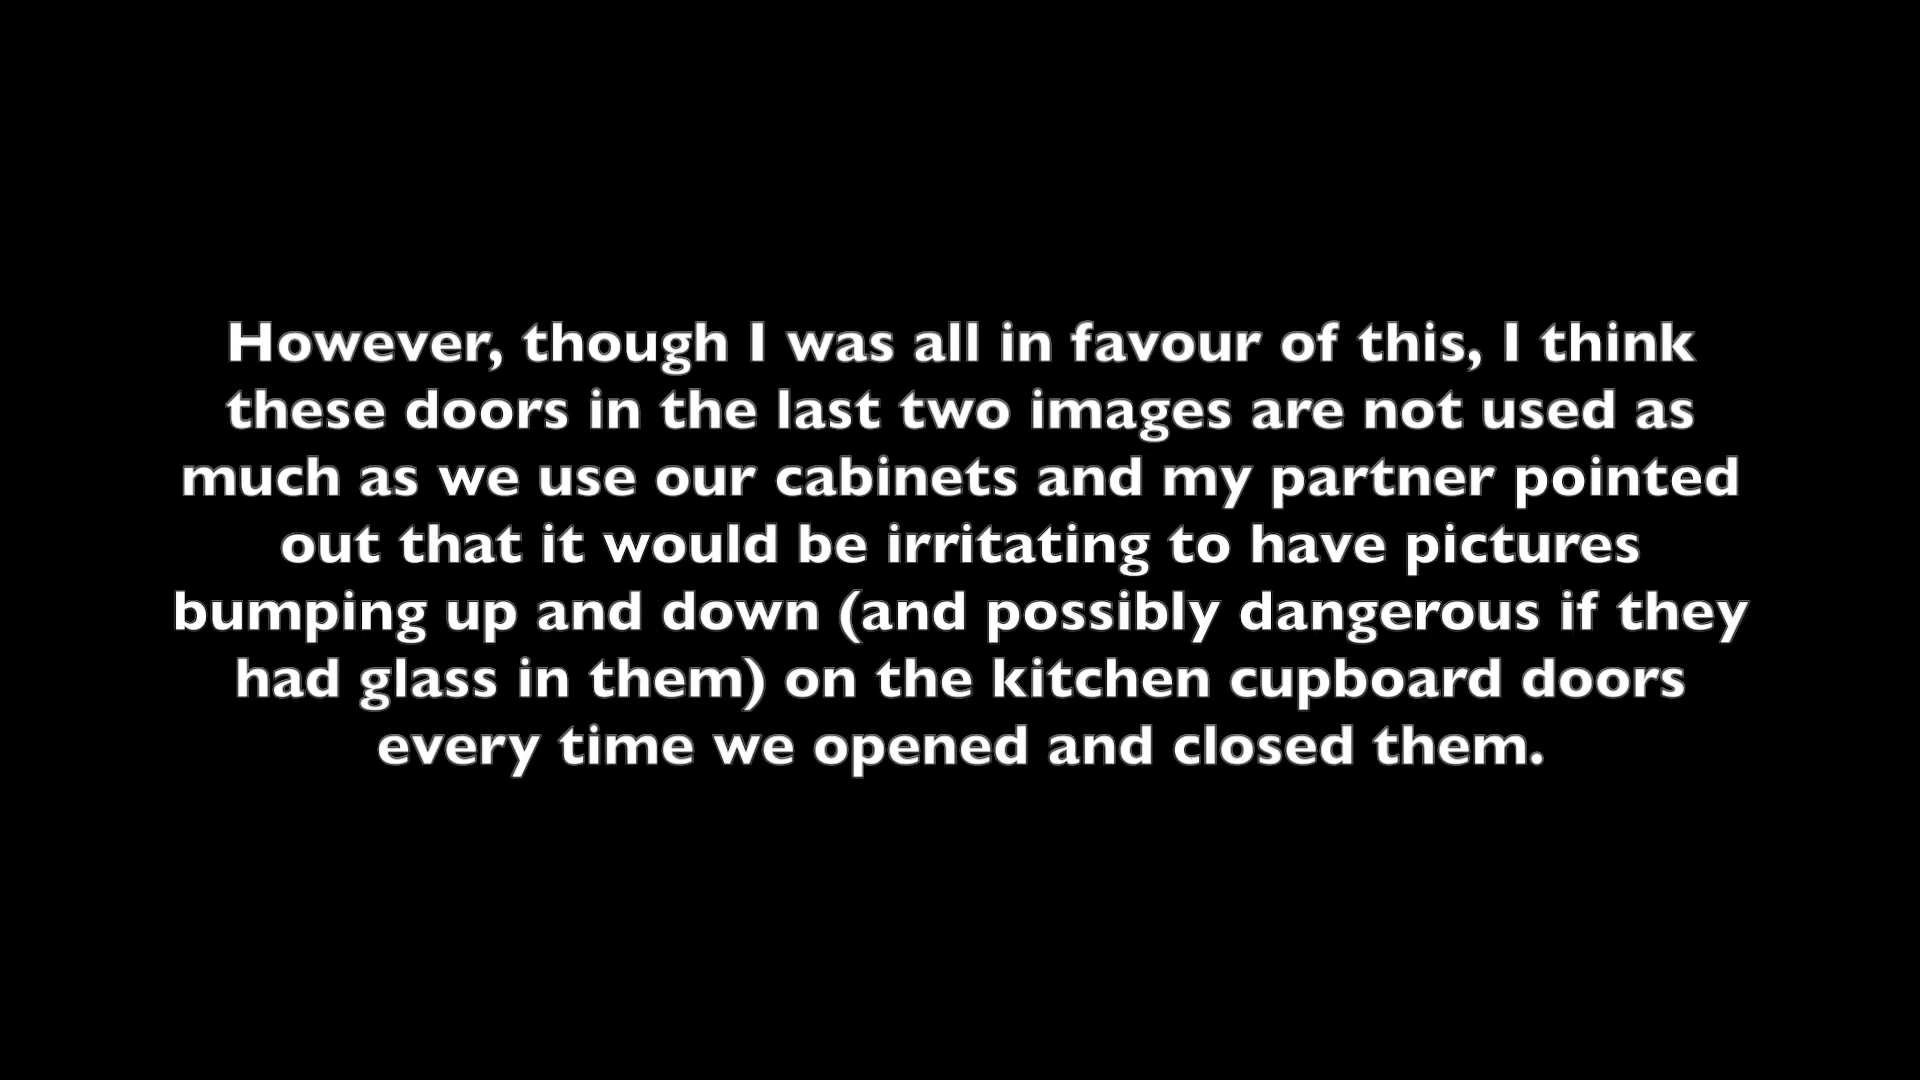 However, though I was all in favour of this, I think
these doors in the last two images are not used as
much as we use our cabinets and my partner pointed
out that it would be irritating to have pictures
bumping up and down (and possibly dangerous if they
had glass in them) on the kitchen cupboard doors
every time we opened and closed them.